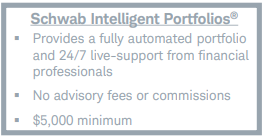 Schwab Intelligent Portfolios®
▪ Provides a fully automated portfolio
and 24/7 live-support from financial
professionals
▪ No advisory fees or commissions
▪ $5,000 minimum